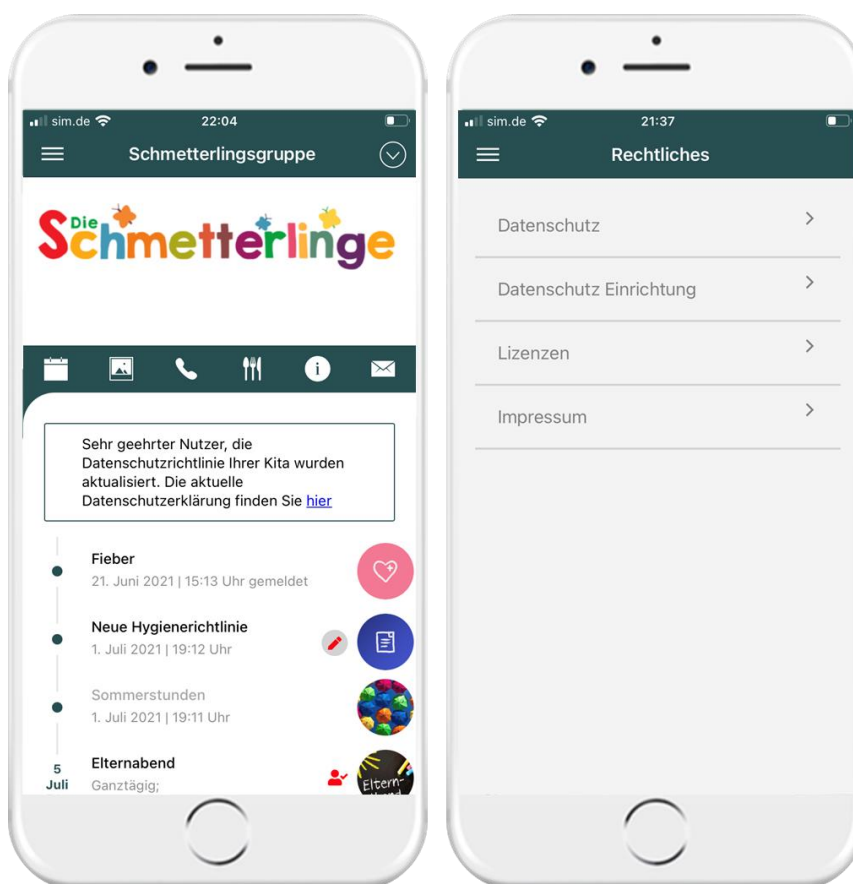 sim.de
22:04
Schmetterlingsgruppe
Die
Schmetterlinge
Sehr geehrter Nutzer, die
Datenschutzrichtlinie Ihrer Kita wurden
aktualisiert. Die aktuelle
Datenschutzerklärung finden Sie hier
Fieber
21. Juni 2021 | 15:13 Uhr gemeldet
Neue Hygienerichtlinie
1. Juli 2021 | 19:12 Uhr
Sommerstunden
1. Juli 2021 | 19:11 Uhr
5
Juli
Elternabend
Ganztägig;
Eltern-
sim.de
21:37
Rechtliches
Datenschutz
Datenschutz Einrichtung
Lizenzen
Impressum